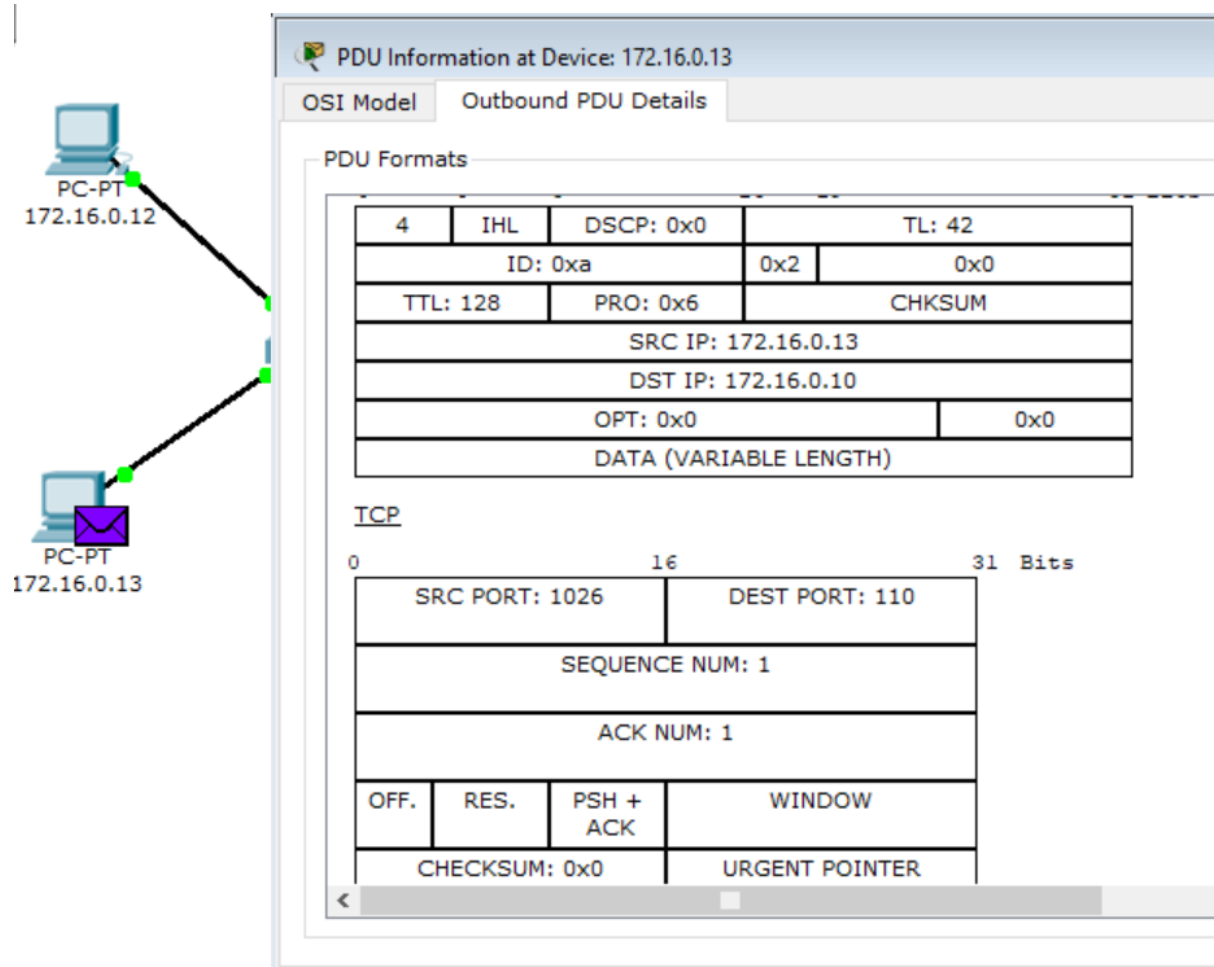 PDU Information at Device: 172.16.0.13
OSI Model Outbound PDU Details
PDU Formats
4 IHL DSCP: 0x0 TL: 42
ID: 0xa 0x2 0x0
TTL: 128 PRO: 0x6 CHKSUM
SRC IP: 172.16.0.13
DST IP: 172.16.0.10
OPT: 0x0 0x0
DATA (VARIABLE LENGTH)
TCP
0 16 31 Bits
SRC PORT: 1026 DEST PORT: 110
SEQUENCE NUM: 1
ACK NUM: 1
OFF. RES. PSH + WINDOW
ACK
CHECKSUM: 0x0 URGENT POINTER
PC-PT
172.16.0.12
PC-PT
172.16.0.13